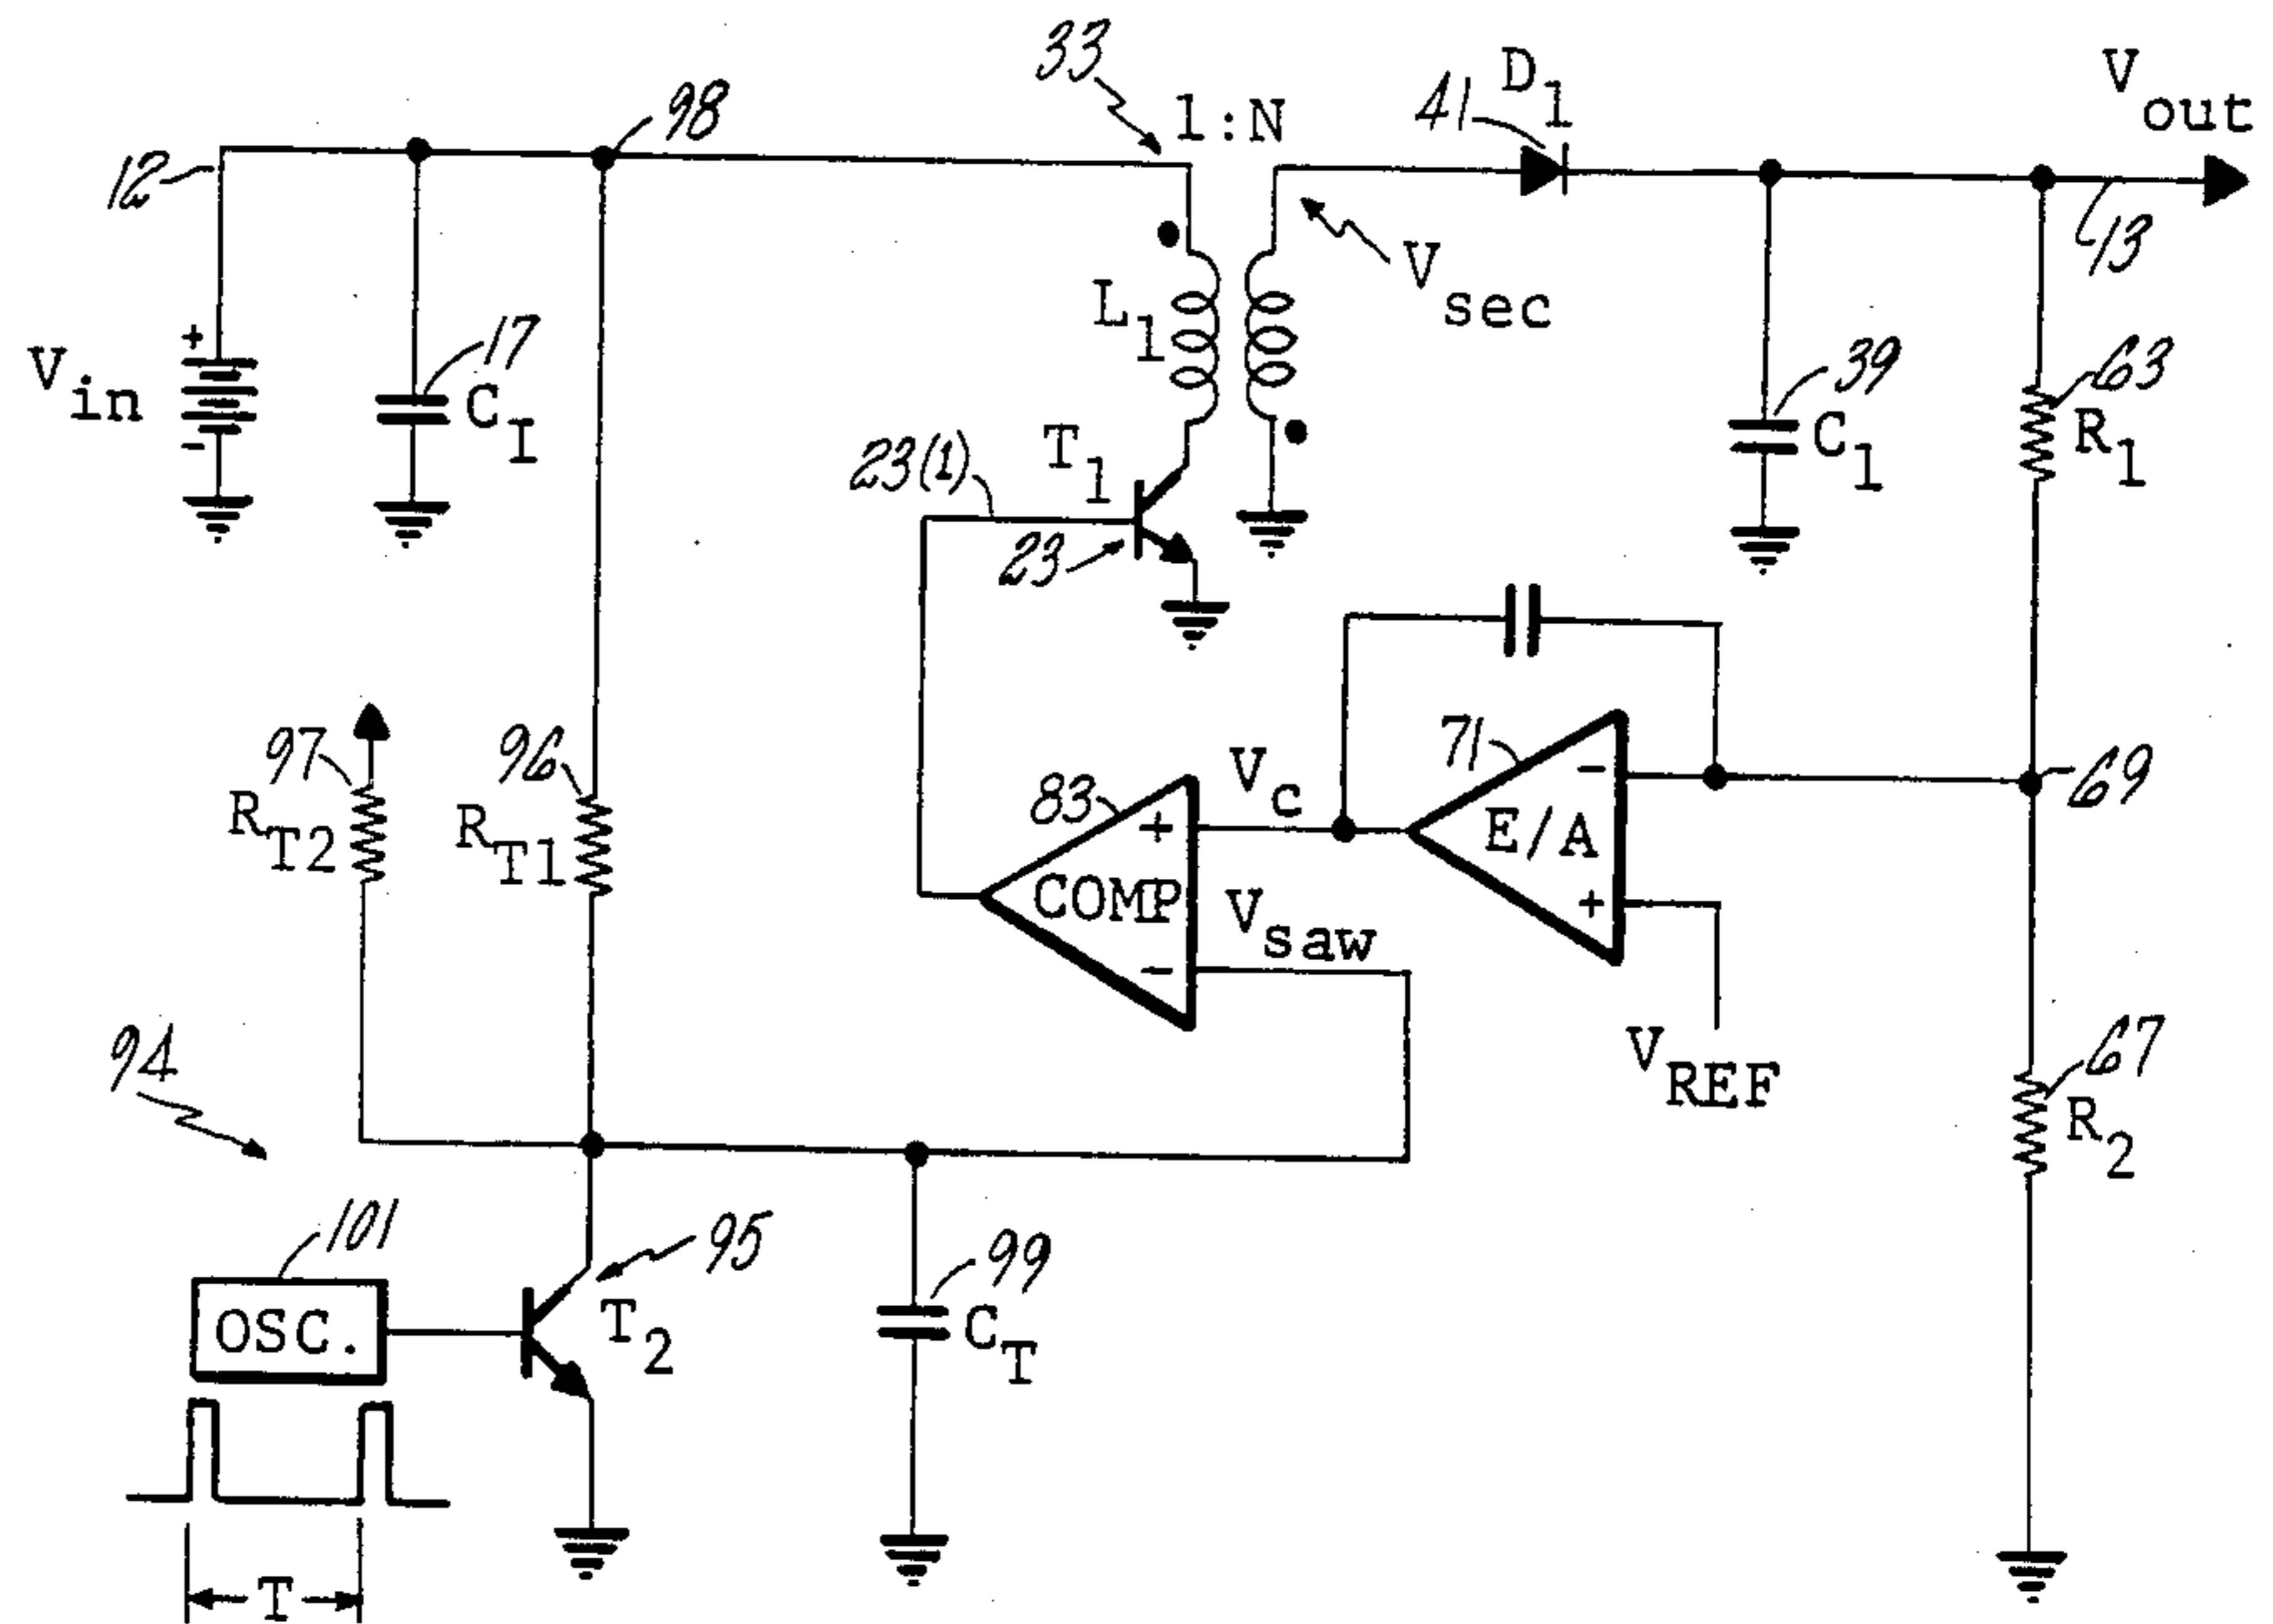 33
1:N
41
D1
Vout
12
98
43
Vin
+
-
17
CI
L1
Vsec
39
C1
63
R1
23(1)
T1
23
97
RT2
96
RT1
83
COMP
+
-
Vc
Vsaw
71
E/A
-
+
VREF
69
67
R2
94
101
OSC.
95
T2
99
CT
T